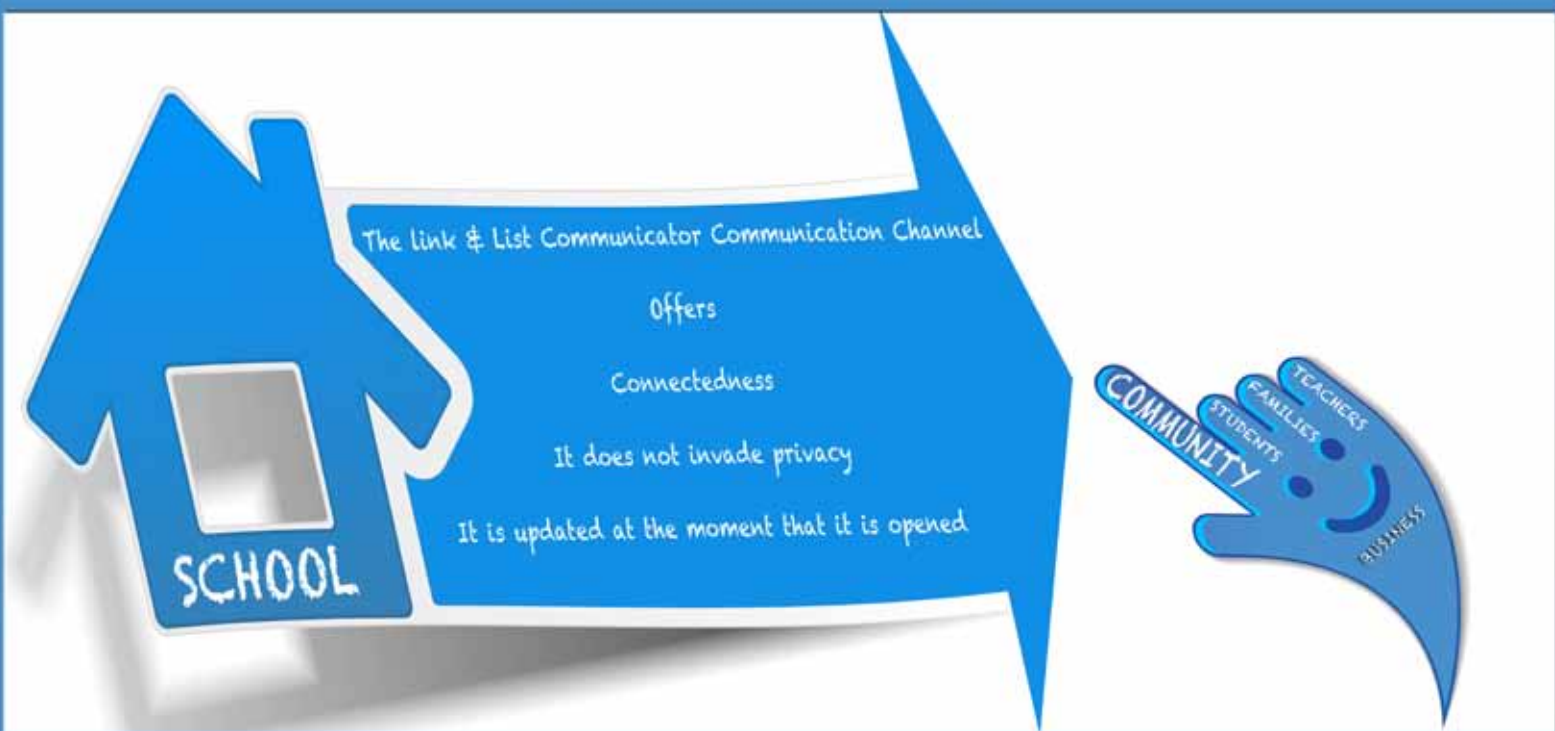 The link & List Communicator Communication Channel
Offers
Connectedness
It does not invade privacy
It is updated at the moment that it is opened
SCHOOL
COMMUNITY
STUDENTS
FAMILIES
TEACHERS
BUSINESS